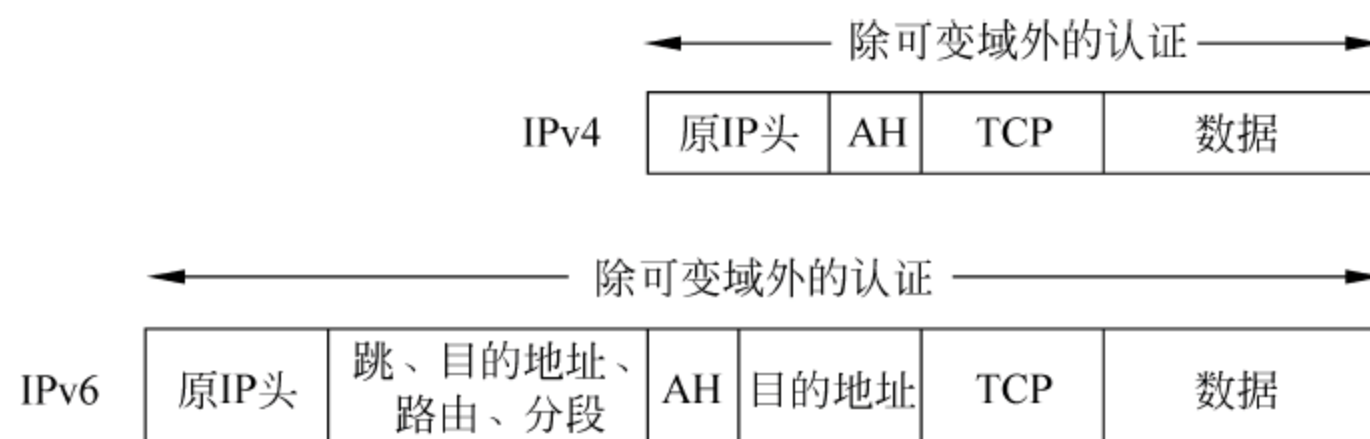 除可变域外的认证
IPv4 原IP头 AH TCP 数据
除可变域外的认证
IPv6 原IP头 跳、目的地址、 AH 目的地址 TCP 数据
路由、分段